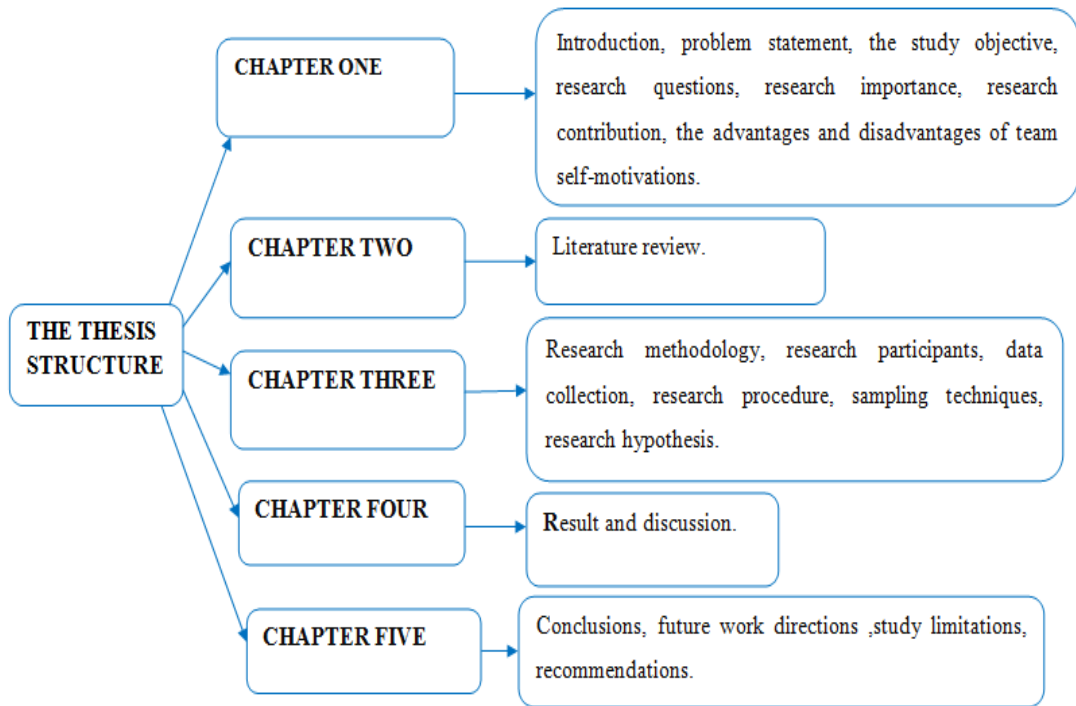 THE THESIS
STRUCTURE
CHAPTER ONE
Introduction, problem statement, the study objective,
research questions, research importance, research
contribution, the advantages and disadvantages of team
self-motivations.
CHAPTER TWO
Literature review.
CHAPTER THREE
Research methodology, research participants, data
collection, research procedure, sampling techniques,
research hypothesis.
CHAPTER FOUR
Result and discussion.
CHAPTER FIVE
Conclusions, future work directions ,study limitations,
recommendations.